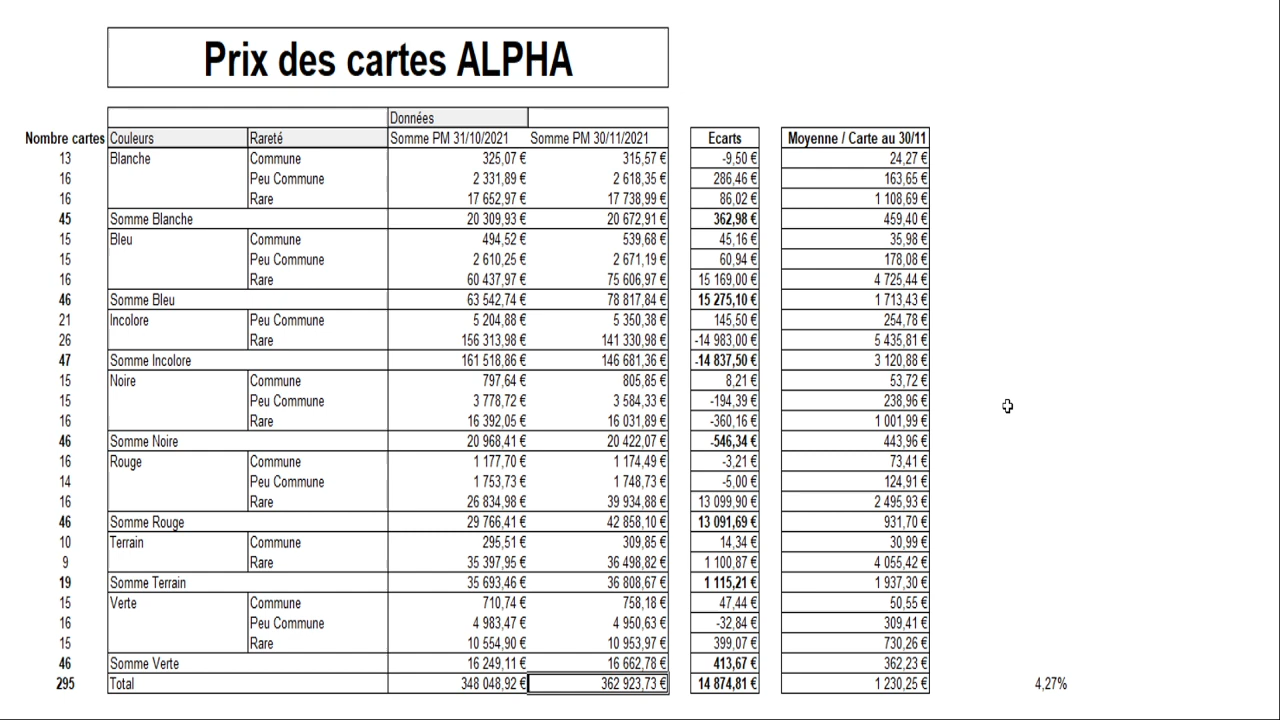 Prix des cartes ALPHA
Données
Nombre cartes Couleurs Rareté Somme PM 31/10/2021 Somme PM 30/11/2021 Ecarts Moyenne / Carte au 30/11
13 Blanche Commune 325,07 € 315,57 € -9,50 € 24,27 €
16 Peu Commune 2 331,89 € 2 618,35 € 286,46 € 163,65 €
16 Rare 17 652,97 € 17 738,99 € 86,02 € 1 108,69 €
45 Somme Blanche 20 309,93 € 20 672,91 € 362,98 € 459,40 €
15 Bleu Commune 494,52 € 539,68 € 45,16 € 35,98 €
15 Peu Commune 2 610,25 € 2 671,19 € 60,94 € 178,08 €
16 Rare 60 437,97 € 75 606,97 € 15 169,00 € 4 725,44 €
46 Somme Bleu 63 542,74 € 78 817,84 € 15 275,10 € 1 713,43 €
21 Incolore Peu Commune 5 204,88 € 5 350,38 € 145,50 € 254,78 €
26 Rare 156 313,98 € 141 330,98 € -14 983,00 € 5 435,81 €
47 Somme Incolore 161 518,86 € 146 681,36 € -14 837,50 € 3 120,88 €
15 Noire Commune 797,64 € 805,85 € 8,21 € 53,72 €
15 Peu Commune 3 778,72 € 3 584,33 € -194,39 € 238,96 €
16 Rare 16 392,05 € 16 031,89 € -360,16 € 1 001,99 €
46 Somme Noire 20 968,41 € 20 422,07 € -546,34 € 443,96 €
16 Rouge Commune 1 177,70 € 1 174,49 € -3,21 € 73,41 €
14 Peu Commune 1 753,73 € 1 748,73 € -5,00 € 124,91 €
16 Rare 26 834,98 € 39 934,88 € 13 099,90 € 2 495,93 €
46 Somme Rouge 29 766,41 € 42 858,10 € 13 091,69 € 931,70 €
10 Terrain Commune 295,51 € 309,85 € 14,34 € 30,99 €
9 Rare 35 397,95 € 36 498,82 € 1 100,87 € 4 055,42 €
19 Somme Terrain 35 693,46 € 36 808,67 € 1 115,21 € 1 937,30 €
15 Verte Commune 710,74 € 758,18 € 47,44 € 50,55 €
16 Peu Commune 4 983,47 € 4 950,63 € -32,84 € 309,41 €
15 Rare 10 554,90 € 10 953,97 € 399,07 € 730,26 €
46 Somme Verte 16 249,11 € 16 662,78 € 413,67 € 362,23 €
295 Total 348 048,92 € 362 923,73 € 14 874,81 € 1 230,25 € 4,27%